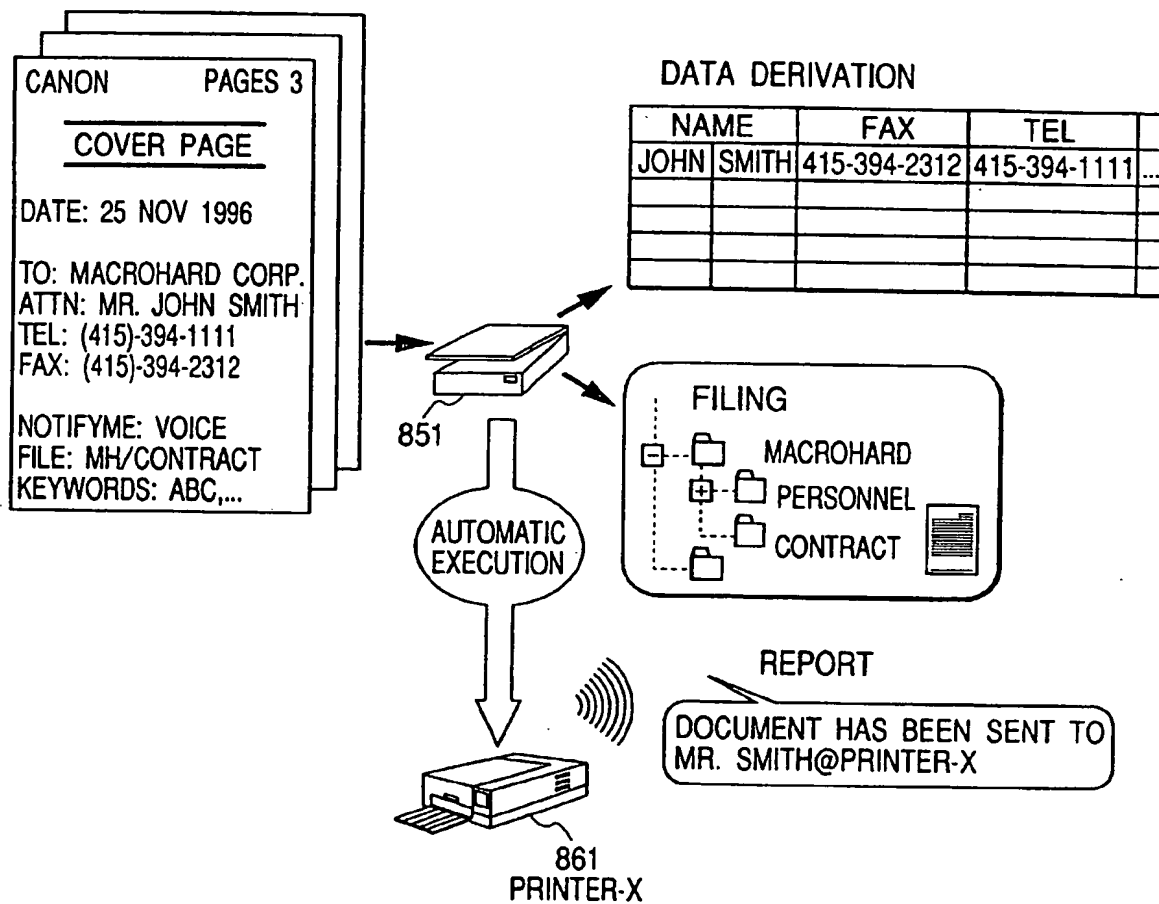 CANON PAGES 3
COVER PAGE
DATE: 25 NOV 1996
TO: MACROHARD CORP.
ATTN: MR. JOHN SMITH
TEL: (415)-394-1111
FAX: (415)-394-2312
NOTIFYME: VOICE
FILE: MH/CONTRACT
KEYWORDS: ABC,...
851
AUTOMATIC
EXECUTION
DATA DERIVATION
NAME FAX TEL
JOHN SMITH 415-394-2312 415-394-1111 ...
FILING
MACROHARD
PERSONNEL
CONTRACT
REPORT
DOCUMENT HAS BEEN SENT TO
MR. SMITH@PRINTER-X
861
PRINTER-X